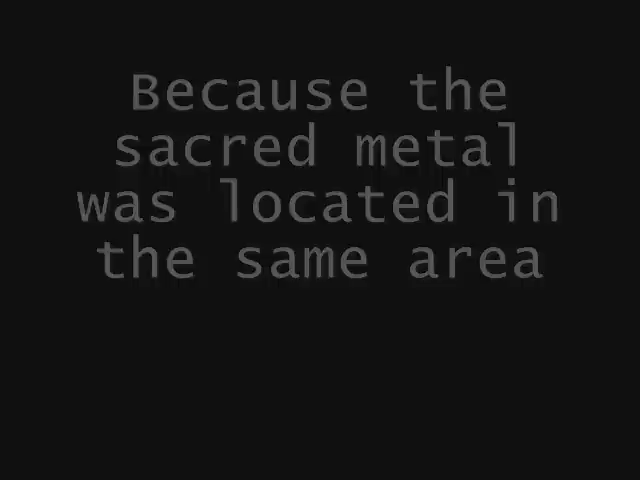 Because the
sacred metal
was located in
the same area